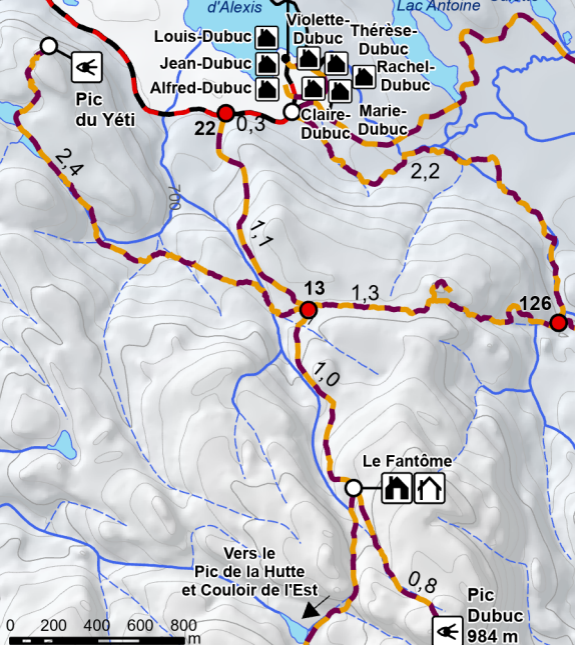 d'Alexis
Lac Antoine
Violette-
Dubuc
Thérèse-
Dubuc
Louis-Dubuc
Jean-Dubuc
Rachel-
Dubuc
Alfred-Dubuc
Pic
du Yéti
22
0,3
Claire-
Dubuc
Marie-
Dubuc
2,4
2,2
700
1,1
13
1,3
126
1,0
Le Fantôme
Vers le
Pic de la Hutte
et Couloir de l'Est
0,8
Pic
Dubuc
984 m
0 200 400 600 800
m